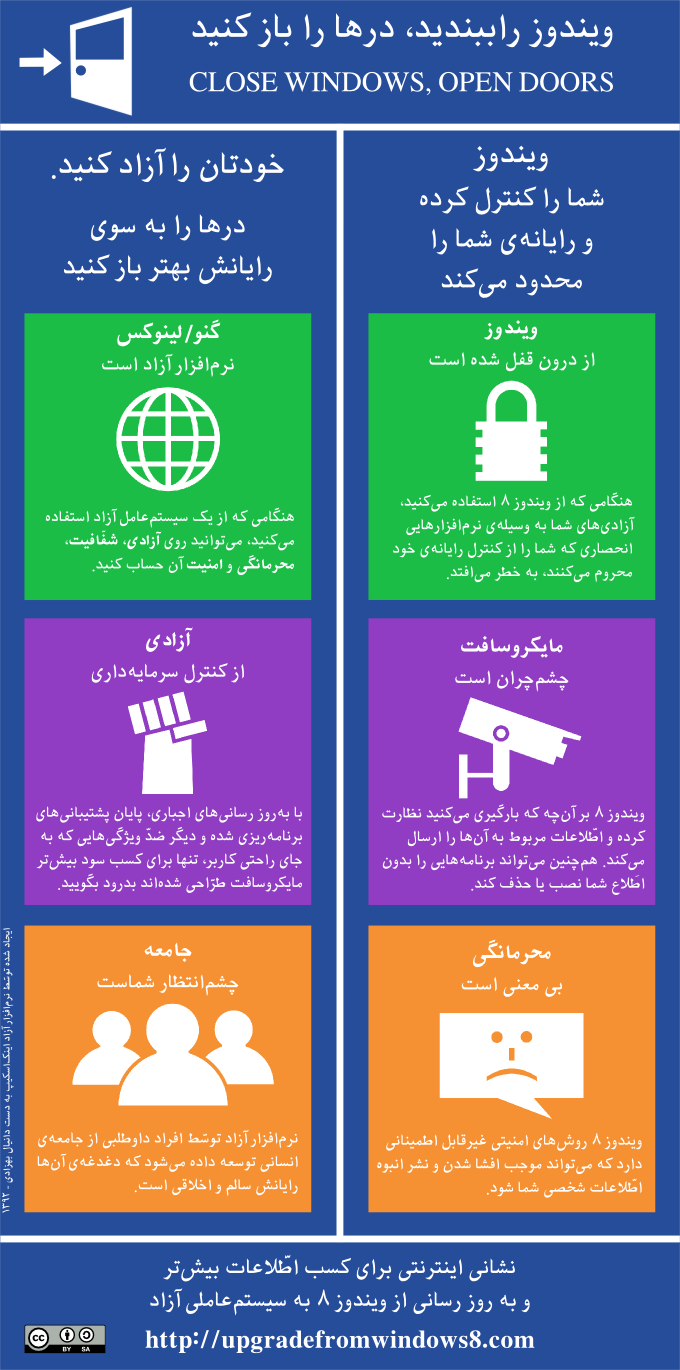 ویندوز راببندید، درها را باز کنید
CLOSE WINDOWS, OPEN DOORS
ویندوز
شما را کنترل کرده
و رایانه‌ی شما را
محدود می‌کند
ویندوز
از درون قفل شده است
هنگامی که از ویندوز ۸ استفاده می‌کنید،
آزادی‌های شما به وسیله‌ی نرم‌افزارهایی
انحصاری که شما را از کنترل رایانه‌ی خود
محروم می‌کنند، به خطر می‌افتد.
مایکروسافت
چشم‌چران است
ویندوز ۸ بر آن‌چه که بارگیری می‌کنید نظارت
کرده و اطّلاعات مربوط به آن‌ها را ارسال
می‌کند. هم‌چنین می‌تواند برنامه‌هایی را بدون
اطّلاع شما نصب یا حذف کند.
محرمانگی
بی معنی است
ویندوز ۸ روش‌های امنیتی غیرقابل اطمینانی
دارد که می‌تواند موجب افشا شدن و نشر انبوه
اطّلاعات شخصی شما شود.
خودتان را آزاد کنید.
درها را به سوی
رایانش بهتر باز کنید
گنو/لینوکس
نرم‌افزار آزاد است
هنگامی که از یک سیستم‌عامل آزاد استفاده
می‌کنید، می‌توانید روی آزادی، شفّافیت،
محرمانگی و امنیت آن حساب کنید.
آزادی
از کنترل سرمایه‌داری
با به‌روز رسانی‌های اجباری، پایان پشتیبانی‌های
برنامه‌ریزی شده و دیگر ضدّ ویژگی‌هایی که به
جای راحتی کاربر، تنها برای کسب سود بیش‌تر
مایکروسافت طرّاحی شده‌اند بدرود بگویید.
جامعه
چشم‌انتظار شماست
نرم‌افزار آزاد توسّط افراد داوطلبی از جامعه‌ی
انسانی توسعه داده می‌شود که دغدغه‌ی آن‌ها
رایانش سالم و اخلاقی است.
ایجاد شده توسّط نرم‌افزار آزاد اینک‌اسکیپ به دست دانیال بهزادی - ۱۳۹۲
نشانی اینترنتی برای کسب اطّلاعات بیش‌تر
و به روز رسانی از ویندوز ۸ به سیستم‌عاملی آزاد
http://upgradefromwindows8.com
cc BY SA